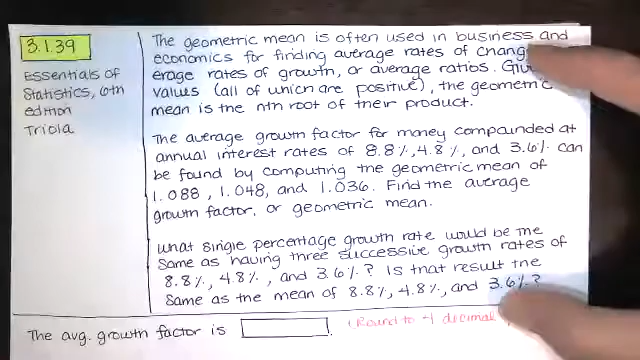 3.1.39
Essentials of
Statistics, 6th
edition
Triola
The geometric mean is often used in business and
economics for finding average rates of chang
erage rates of growth, or average ratios. Giv
values (all of which are positive), the geometric
mean is the nth root of their product.
The average growth factor for money compounded at
annual interest rates of 8.8%, 4.8%, and 3.6% can
be found by computing the geometric mean of
1.088, 1.048, and 1.036. Find the average
growth factor, or geometric mean.
What single percentage growth rate would be the
same as having three successive growth rates of
8.8%, 4.8%, and 3.6%? Is that result the
same as the mean of 8.8%, 4.8%, and 3.6%?
The avg. growth factor is .
(Round to 4 decimal